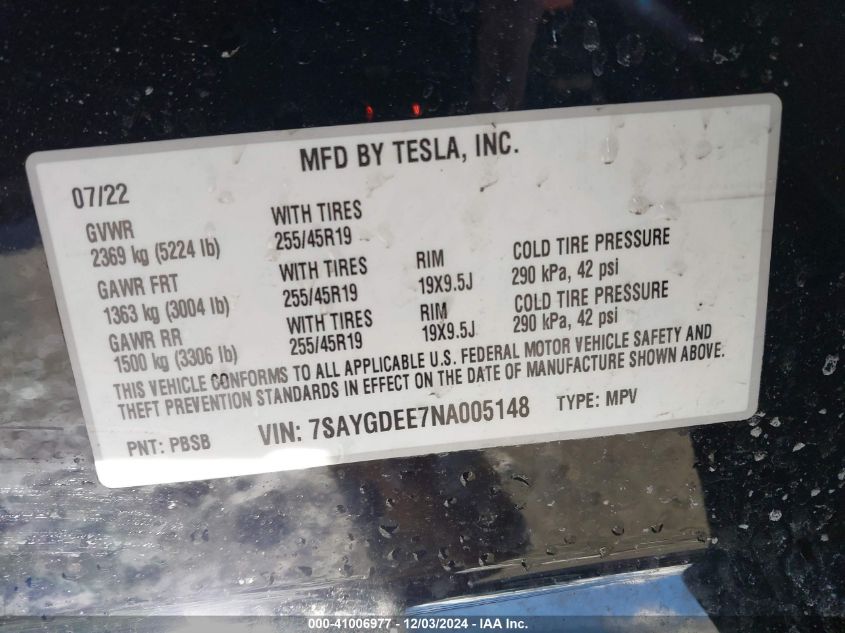 MFD BY TESLA, INC.
07/22
GVWR WITH TIRES
2369 kg (5224 lb) 255/45R19
GAWR FRT WITH TIRES RIM COLD TIRE PRESSURE
1363 kg (3004 lb) 255/45R19 19X9.5J 290 kPa, 42 psi
GAWR RR WITH TIRES RIM COLD TIRE PRESSURE
1500 kg (3306 lb) 255/45R19 19X9.5J 290 kPa, 42 psi
THIS VEHICLE CONFORMS TO ALL APPLICABLE U.S. FEDERAL MOTOR VEHICLE SAFETY AND
THEFT PREVENTION STANDARDS IN EFFECT ON THE DATE OF MANUFACTURE SHOWN ABOVE.
PNT: PBSB VIN: 7SAYGDEE7NA005148 TYPE: MPV
000-41006977 - 12/03/2024 - IAA Inc.